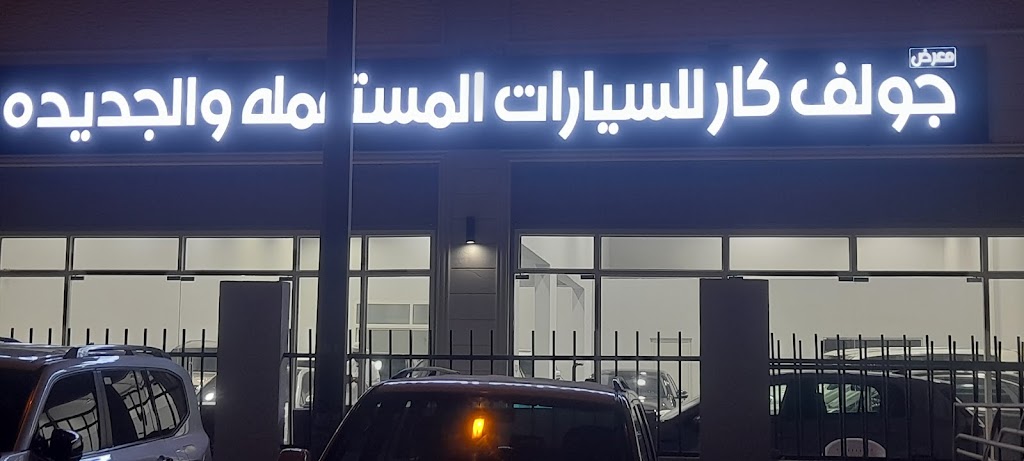 معرض
جولف كار للسيارات المستعمله والجديده